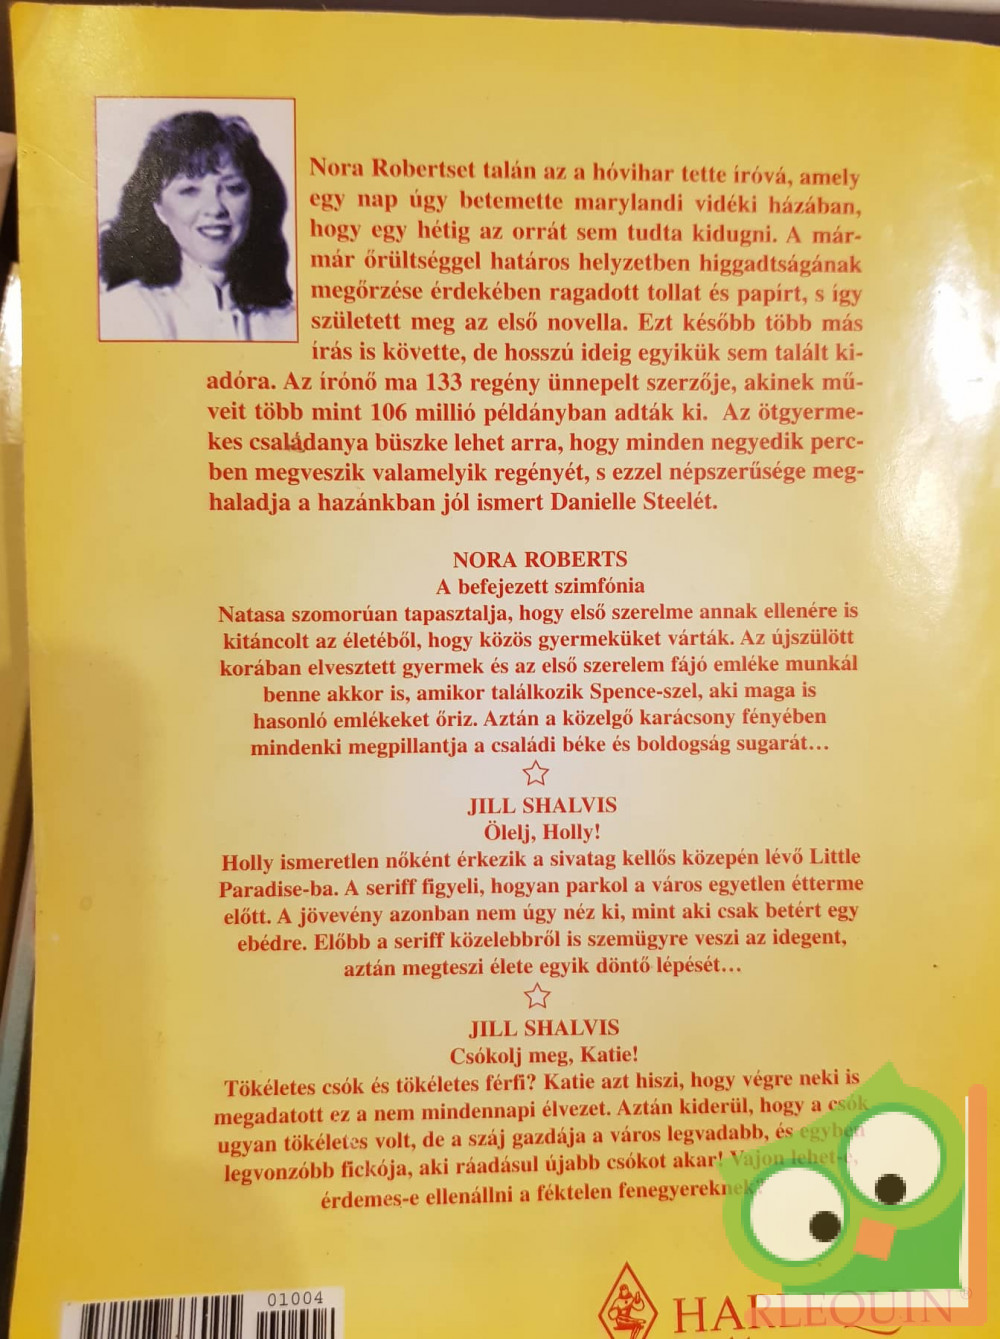 Nora Robertset talán az a hóvihar tette íróvá, amely
egy nap úgy betemette marylandi vidéki házában,
hogy egy hétig az orrát sem tudta kidugni. A már-
már őrültséggel határos helyzetben higgadtságának
megőrzése érdekében ragadott tollat és papírt, s így
született meg az első novella. Ezt később több más
írás is követte, de hosszú ideig egyikük sem talált ki-
adóra. Az írónő ma 133 regény ünnepelt szerzője, akinek mű-
veit több mint 106 millió példányban adták ki. Az ötgyerme-
kes családanya büszke lehet arra, hogy minden negyedik perc-
ben megveszik valamelyik regényét, s ezzel népszerűsége meg-
haladja a hazánkban jól ismert Danielle Steelét.
NORA ROBERTS
A befejezett szimfónia
Natasa szomorúan tapasztalja, hogy első szerelme annak ellenére is
kitáncolt az életéből, hogy közös gyermeküket várták. Az újszülött
korában elvesztett gyermek és az első szerelem fájó emléke munkál
benne akkor is, amikor találkozik Spence-szel, aki maga is
hasonló emlékeket őriz. Aztán a közelgő karácsony fényében
mindenki megpillantja a családi béke és boldogság sugarát…
JILL SHALVIS
Ölelj, Holly!
Holly ismeretlen nőként érkezik a sivatag kellős közepén lévő Little
Paradise-ba. A seriff figyeli, hogyan parkol a város egyetlen étterme
előtt. A jövevény azonban nem úgy néz ki, mint aki csak betért egy
ebédre. Előbb a seriff közelebbről is szemügyre veszi az idegent,
aztán megteszi élete egyik döntő lépését…
JILL SHALVIS
Csókolj meg, Katie!
Tökéletes csók és tökéletes férfi? Katie azt hiszi, hogy végre neki is
megadatott ez a nem mindennapi élvezet. Aztán kiderül, hogy a csók
ugyan tökéletes volt, de a száj gazdája a város legvadabb, és egyben
legvonzóbb fickója, aki ráadásul újabb csókot akar! Vajon lehet-e,
érdemes-e ellenállni a féktelen fenegyereknek?
01004
HARLEQUIN®